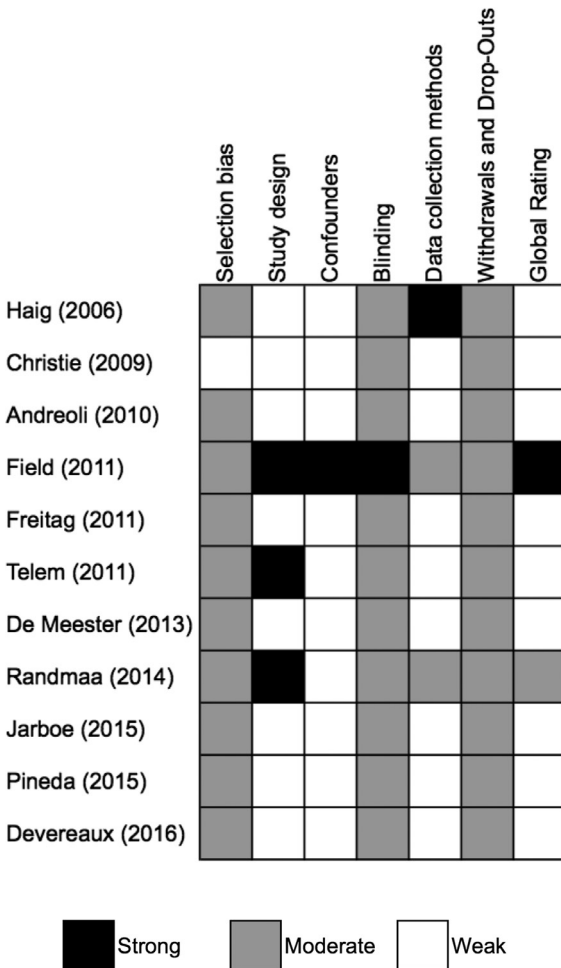 Selection bias
Study design
Confounders
Blinding
Data collection methods
Withdrawals and Drop-Outs
Global Rating
Haig (2006)
Christie (2009)
Andreoli (2010)
Field (2011)
Freitag (2011)
Telem (2011)
De Meester (2013)
Randmaa (2014)
Jarboe (2015)
Pineda (2015)
Devereaux (2016)
Strong
Moderate
Weak